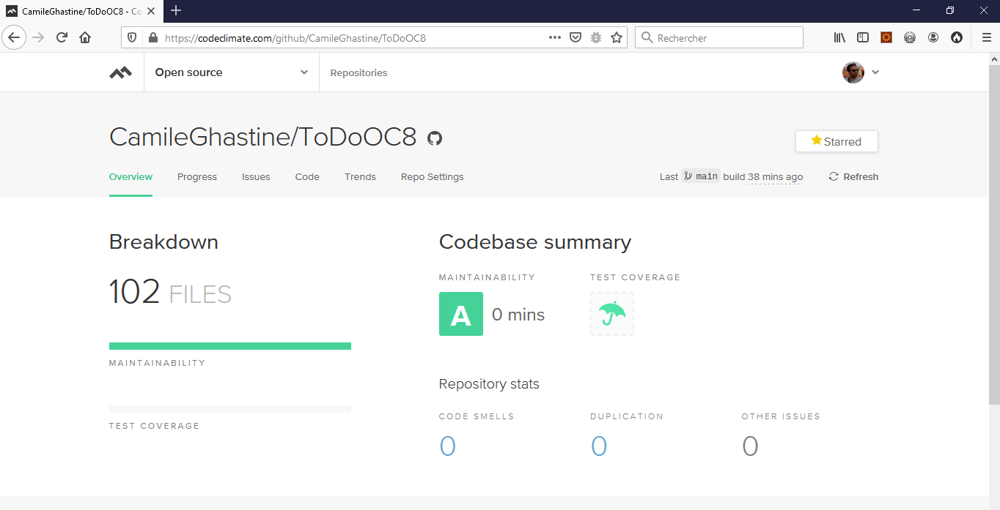 CamileGhastine/ToDoOC8 - Co
https://codeclimate.com/github/CamileGhastine/ToDoOC8
Rechercher
Open source
Repositories
CamileGhastine/ToDoOC8
Starred
Overview
Progress
Issues
Code
Trends
Repo Settings
Last main build 38 mins ago
Refresh
Breakdown
102 FILES
MAINTAINABILITY
TEST COVERAGE
Codebase summary
MAINTAINABILITY
TEST COVERAGE
A
0 mins
Repository stats
CODE SMELLS
DUPLICATION
OTHER ISSUES
0
0
0